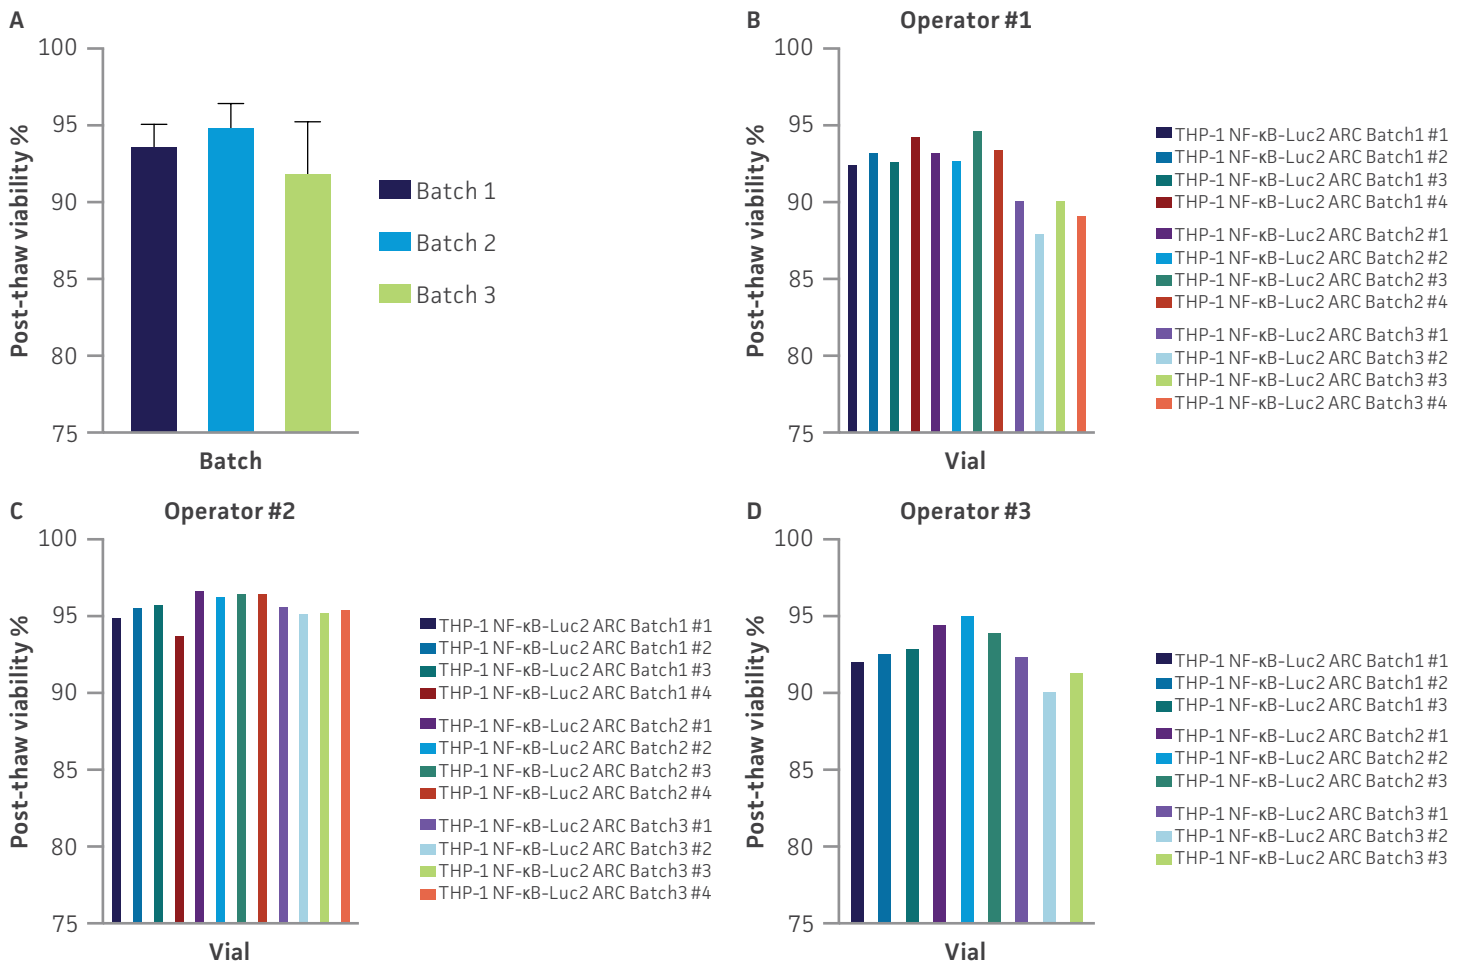 A
100
95
90
85
80
75
Post-thaw viability %
Batch
Batch 1
Batch 2
Batch 3
B
Operator #1
100
95
90
85
80
75
Post-thaw viability %
Vial
THP-1 NF-κB-Luc2 ARC Batch1 #1
THP-1 NF-κB-Luc2 ARC Batch1 #2
THP-1 NF-κB-Luc2 ARC Batch1 #3
THP-1 NF-κB-Luc2 ARC Batch1 #4
THP-1 NF-κB-Luc2 ARC Batch2 #1
THP-1 NF-κB-Luc2 ARC Batch2 #2
THP-1 NF-κB-Luc2 ARC Batch2 #3
THP-1 NF-κB-Luc2 ARC Batch2 #4
THP-1 NF-κB-Luc2 ARC Batch3 #1
THP-1 NF-κB-Luc2 ARC Batch3 #2
THP-1 NF-κB-Luc2 ARC Batch3 #3
THP-1 NF-κB-Luc2 ARC Batch3 #4
C
Operator #2
100
95
90
85
80
75
Post-thaw viability %
Vial
THP-1 NF-κB-Luc2 ARC Batch1 #1
THP-1 NF-κB-Luc2 ARC Batch1 #2
THP-1 NF-κB-Luc2 ARC Batch1 #3
THP-1 NF-κB-Luc2 ARC Batch1 #4
THP-1 NF-κB-Luc2 ARC Batch2 #1
THP-1 NF-κB-Luc2 ARC Batch2 #2
THP-1 NF-κB-Luc2 ARC Batch2 #3
THP-1 NF-κB-Luc2 ARC Batch2 #4
THP-1 NF-κB-Luc2 ARC Batch3 #1
THP-1 NF-κB-Luc2 ARC Batch3 #2
THP-1 NF-κB-Luc2 ARC Batch3 #3
THP-1 NF-κB-Luc2 ARC Batch3 #4
D
Operator #3
100
95
90
85
80
75
Post-thaw viability %
Vial
THP-1 NF-κB-Luc2 ARC Batch1 #1
THP-1 NF-κB-Luc2 ARC Batch1 #2
THP-1 NF-κB-Luc2 ARC Batch1 #3
THP-1 NF-κB-Luc2 ARC Batch2 #1
THP-1 NF-κB-Luc2 ARC Batch2 #2
THP-1 NF-κB-Luc2 ARC Batch2 #3
THP-1 NF-κB-Luc2 ARC Batch3 #1
THP-1 NF-κB-Luc2 ARC Batch3 #2
THP-1 NF-κB-Luc2 ARC Batch3 #3